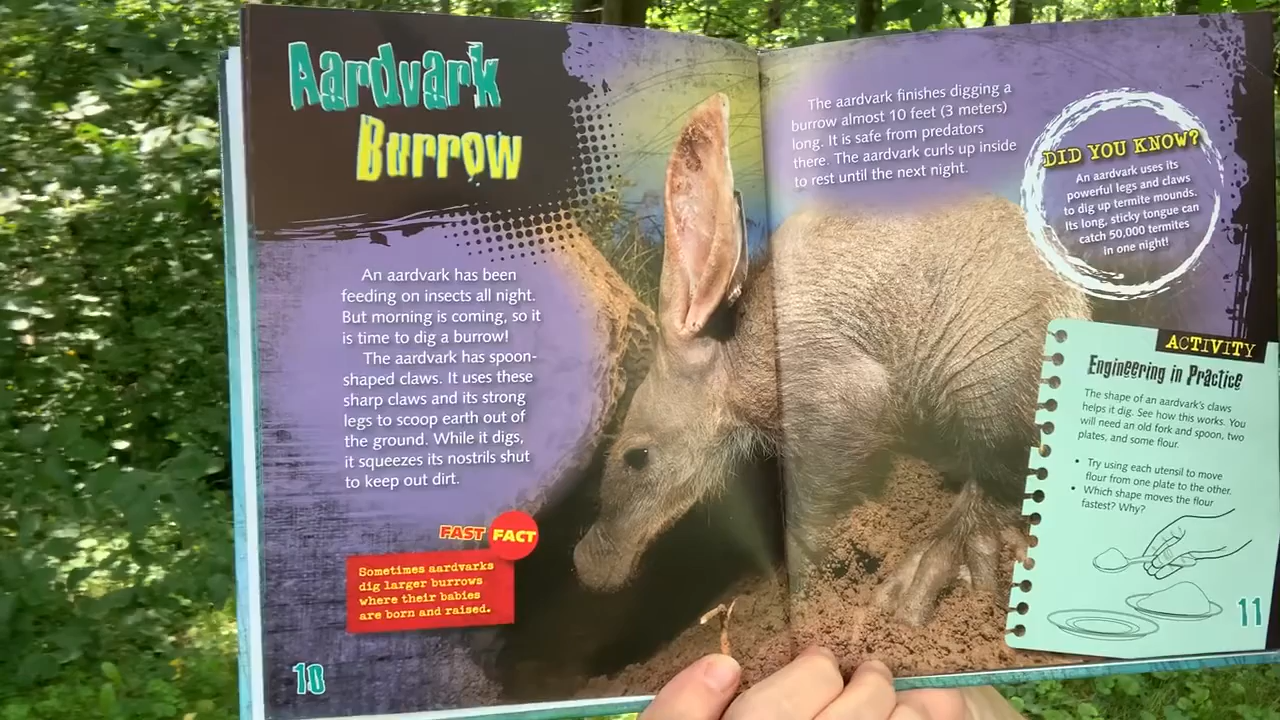 Aardvark
Burrow
An aardvark has been
feeding on insects all night.
But morning is coming, so it
is time to dig a burrow!
The aardvark has spoon-
shaped claws. It uses these
sharp claws and its strong
legs to scoop earth out of
the ground. While it digs,
it squeezes its nostrils shut
to keep out dirt.
FAST FACT
Sometimes aardvarks
dig larger burrows
where their babies
are born and raised.
10
The aardvark finishes digging a
burrow almost 10 feet (3 meters)
long. It is safe from predators
there. The aardvark curls up inside
to rest until the next night.
DID YOU KNOW?
An aardvark uses its
powerful legs and claws
to dig up termite mounds.
Its long, sticky tongue can
catch 50,000 termites
in one night!
ACTIVITY
Engineering in Practice
The shape of an aardvark's claws
helps it dig. See how this works. You
will need an old fork and spoon, two
plates, and some flour.
• Try using each utensil to move
flour from one plate to the other.
• Which shape moves the flour
fastest? Why?
11